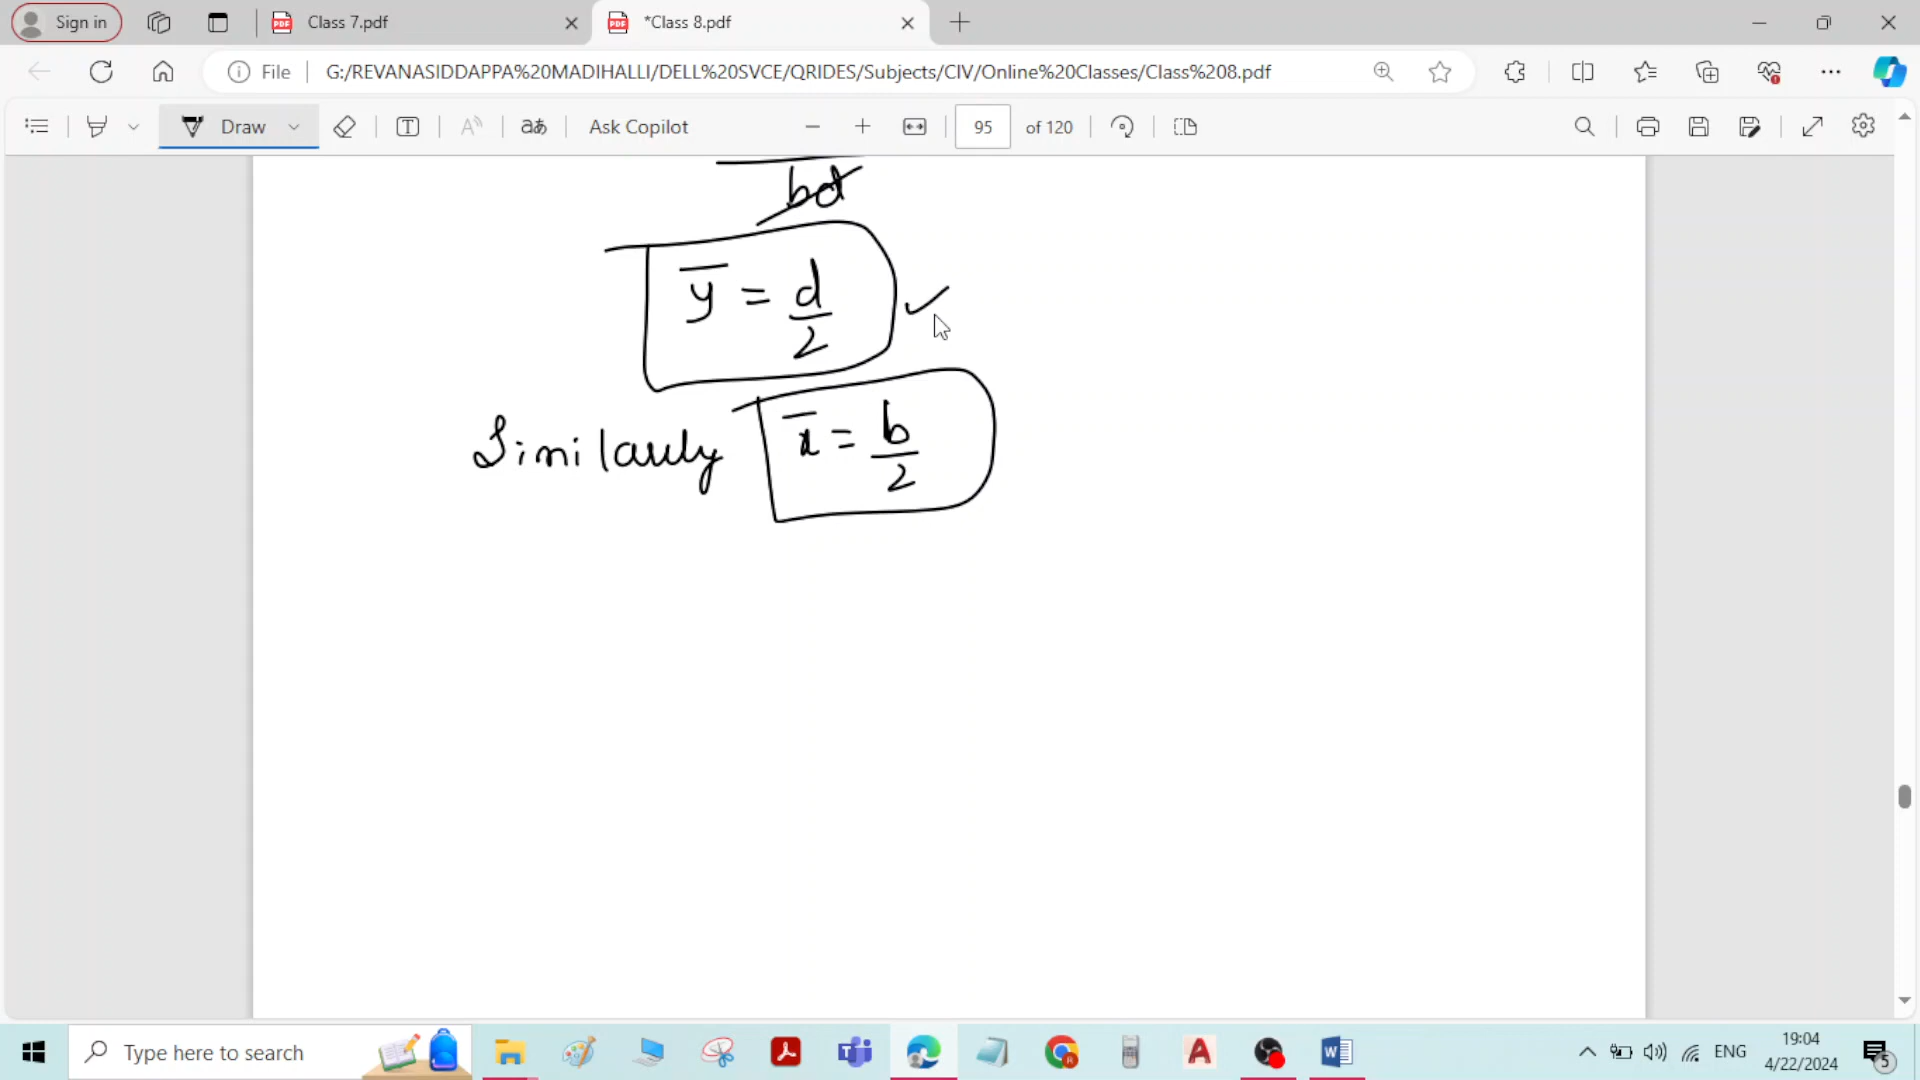 Sign in
Class 7.pdf
*Class 8.pdf
File
G:/REVANASIDDAPPA%20MADIHALLI/DELL%20SVCE/QRIDES/Subjects/CIV/Online%20Classes/Class%208.pdf
Draw
Ask Copilot
95 of 120
bd
y̅ = d/2 ✓
Similarly x̅ = b/2
Type here to search
ENG
19:04
4/22/2024
5